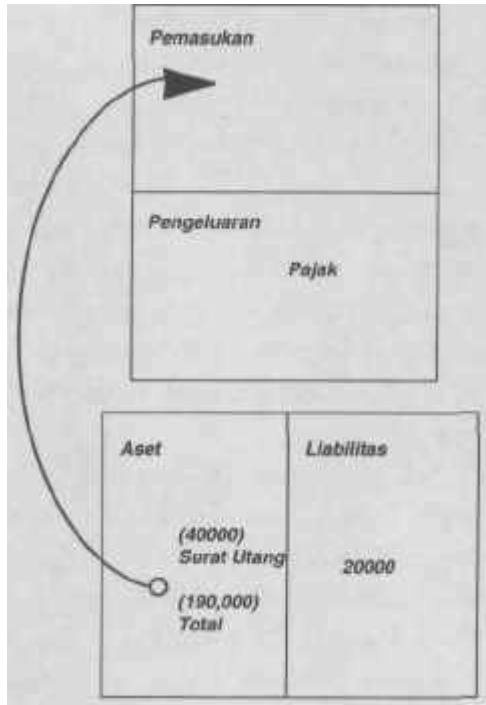 Pemasukan
Pengeluaran
Pajak
Aset
(40000)
Surat Utang
(190,000)
Total
Liabilitas
20000